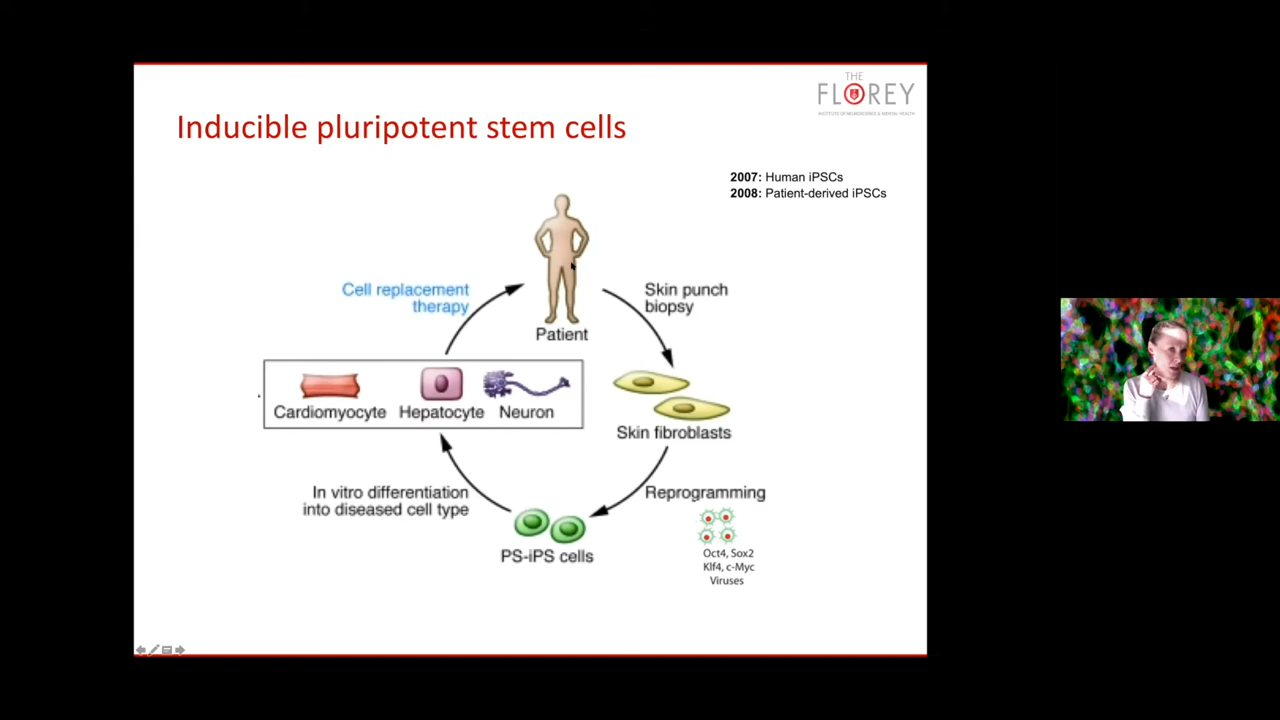 THE
FLOREY
INSTITUTE OF NEUROSCIENCE & MENTAL HEALTH
Inducible pluripotent stem cells
2007: Human iPSCs
2008: Patient-derived iPSCs
Cell replacement
therapy
Skin punch
biopsy
Patient
Cardiomyocyte
Hepatocyte
Neuron
Skin fibroblasts
In vitro differentiation
into diseased cell type
Reprogramming
PS-iPS cells
Oct4, Sox2
Klf4, c-Myc
Viruses